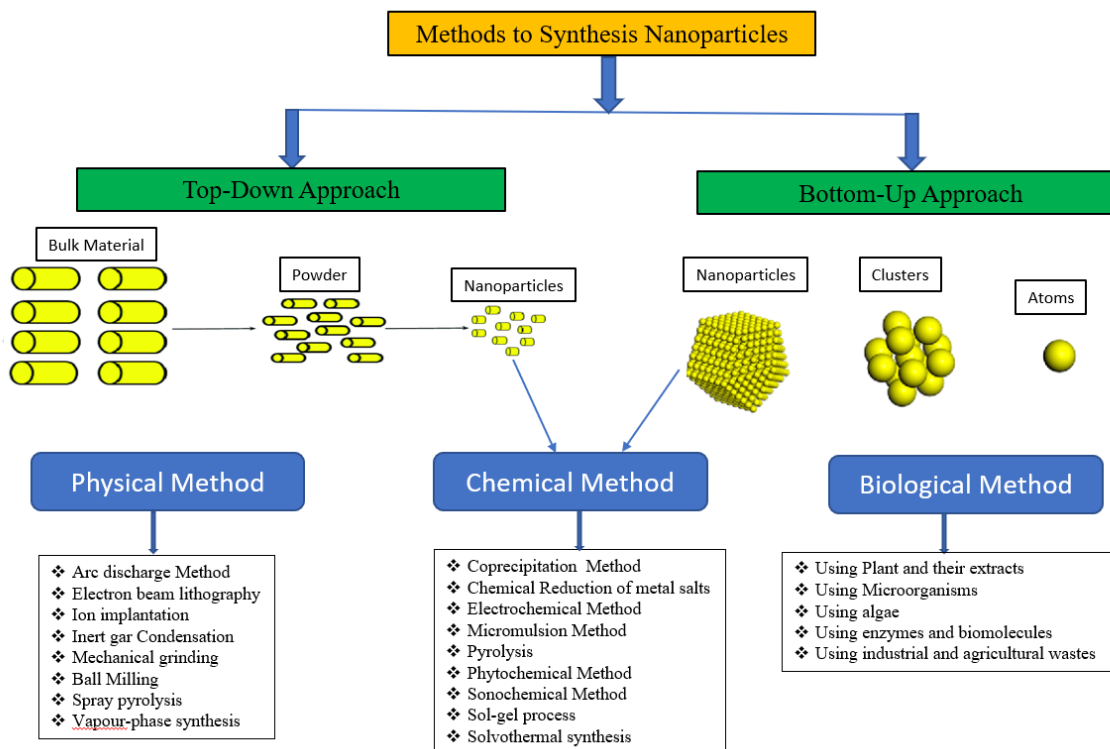 Methods to Synthesis Nanoparticles
Top-Down Approach
Bottom-Up Approach
Bulk Material
Powder
Nanoparticles
Nanoparticles
Clusters
Atoms
Physical Method
Chemical Method
Biological Method
❖ Arc discharge Method
❖ Electron beam lithography
❖ Ion implantation
❖ Inert gar Condensation
❖ Mechanical grinding
❖ Ball Milling
❖ Spray pyrolysis
❖ Vapour-phase synthesis
❖ Coprecipitation Method
❖ Chemical Reduction of metal salts
❖ Electrochemical Method
❖ Micromulsion Method
❖ Pyrolysis
❖ Phytochemical Method
❖ Sonochemical Method
❖ Sol-gel process
❖ Solvothermal synthesis
❖ Using Plant and their extracts
❖ Using Microorganisms
❖ Using algae
❖ Using enzymes and biomolecules
❖ Using industrial and agricultural wastes